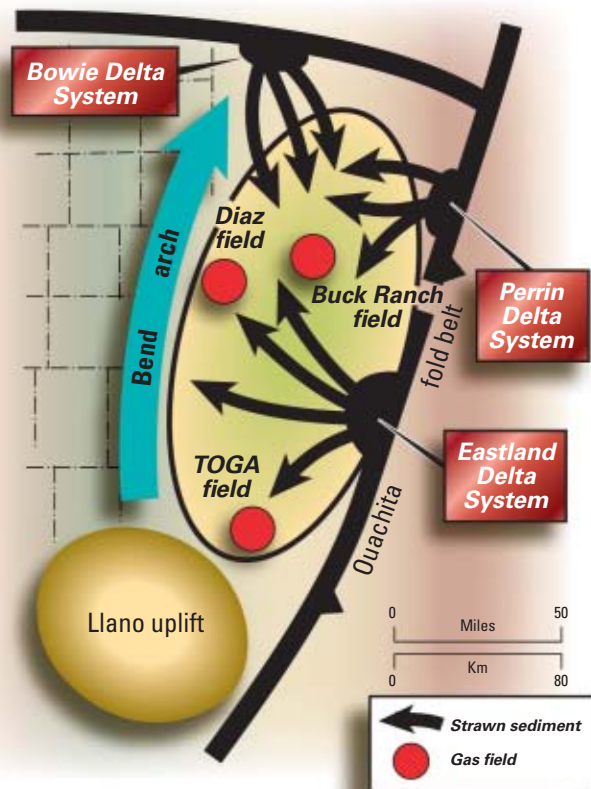 Bowie Delta
System
Diaz
field
Bend arch
Buck Ranch
field
Perrin
Delta
System
fold belt
Eastland
Delta
System
TOGA
field
Ouachita
Llano uplift
0 50
Miles
Km
0 80
Strawn sediment
Gas field